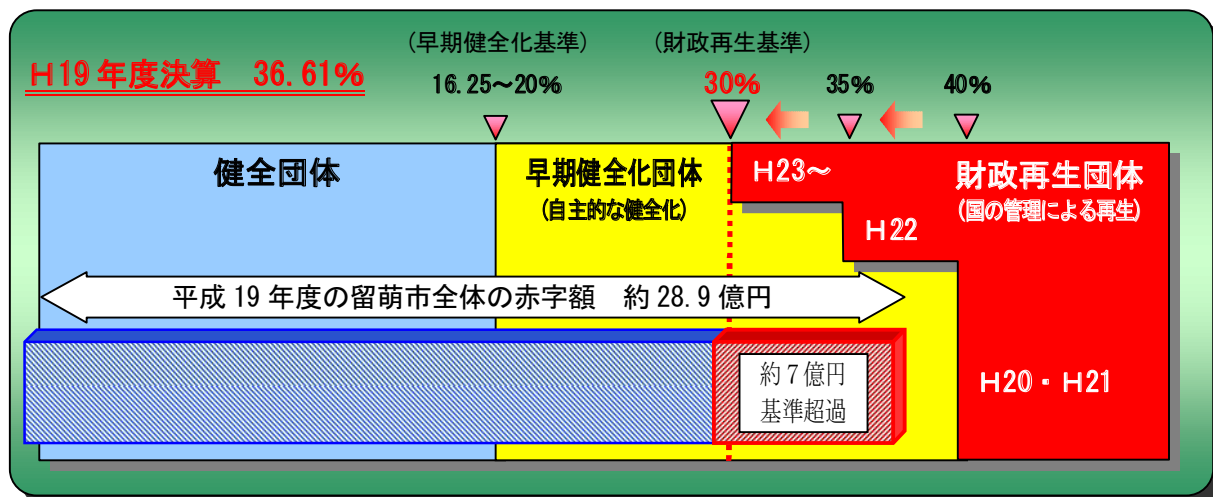 (早期健全化基準)
(財政再生基準)
H19年度決算 36.61%
16.25~20%
30%
35%
40%
健全団体
早期健全化団体
(自主的な健全化)
H23~
財政再生団体
(国の管理による再生)
H22
平成19年度の留萌市全体の赤字額 約28.9億円
約7億円
基準超過
H20・H21